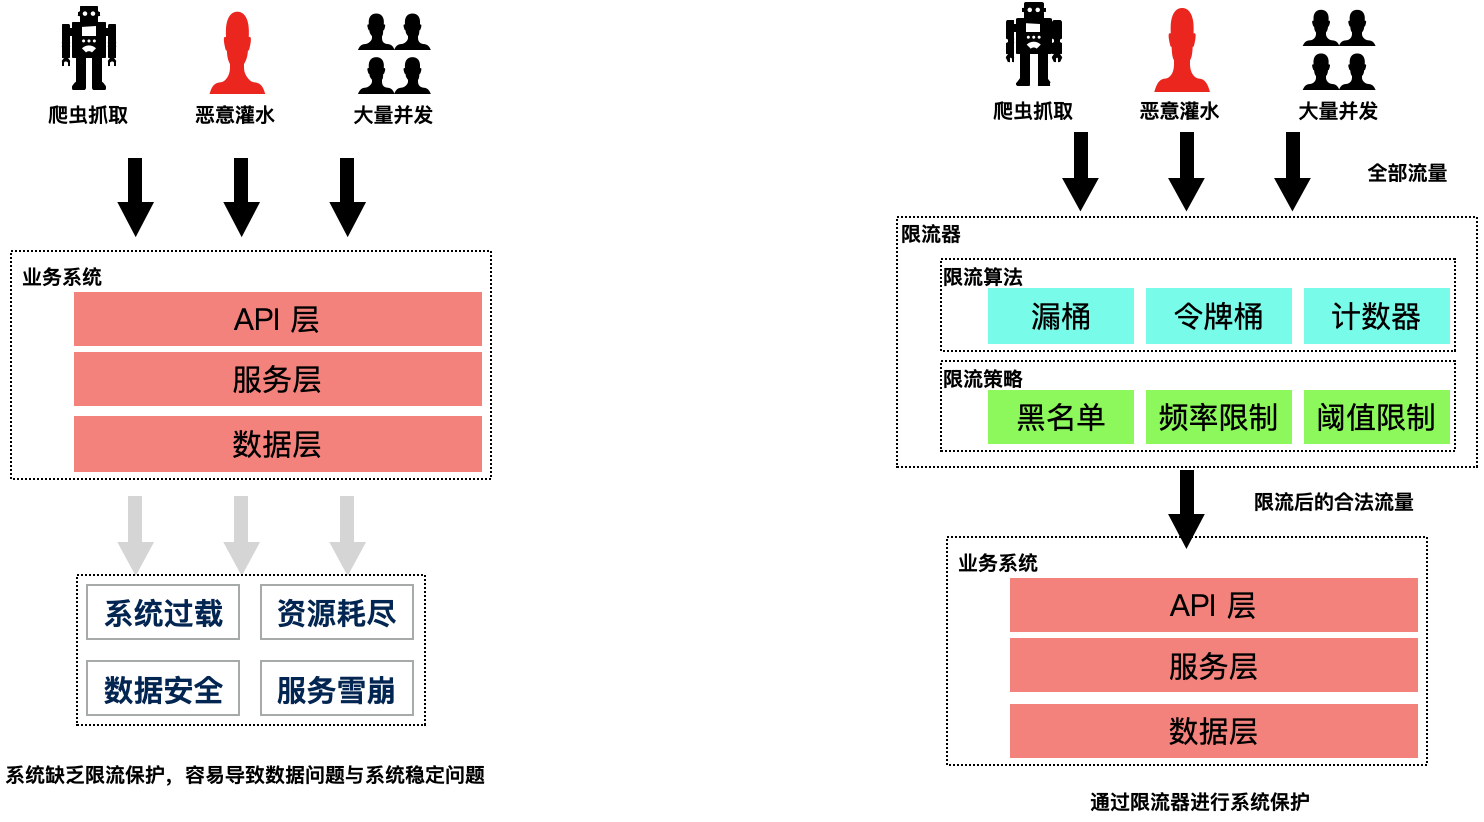 爬虫抓取
恶意灌水
大量并发
业务系统
API 层
服务层
数据层
系统过载
资源耗尽
数据安全
服务雪崩
系统缺乏限流保护，容易导致数据问题与系统稳定问题
爬虫抓取
恶意灌水
大量并发
全部流量
限流器
限流算法
漏桶
令牌桶
计数器
限流策略
黑名单
频率限制
阈值限制
限流后的合法流量
业务系统
API 层
服务层
数据层
通过限流器进行系统保护